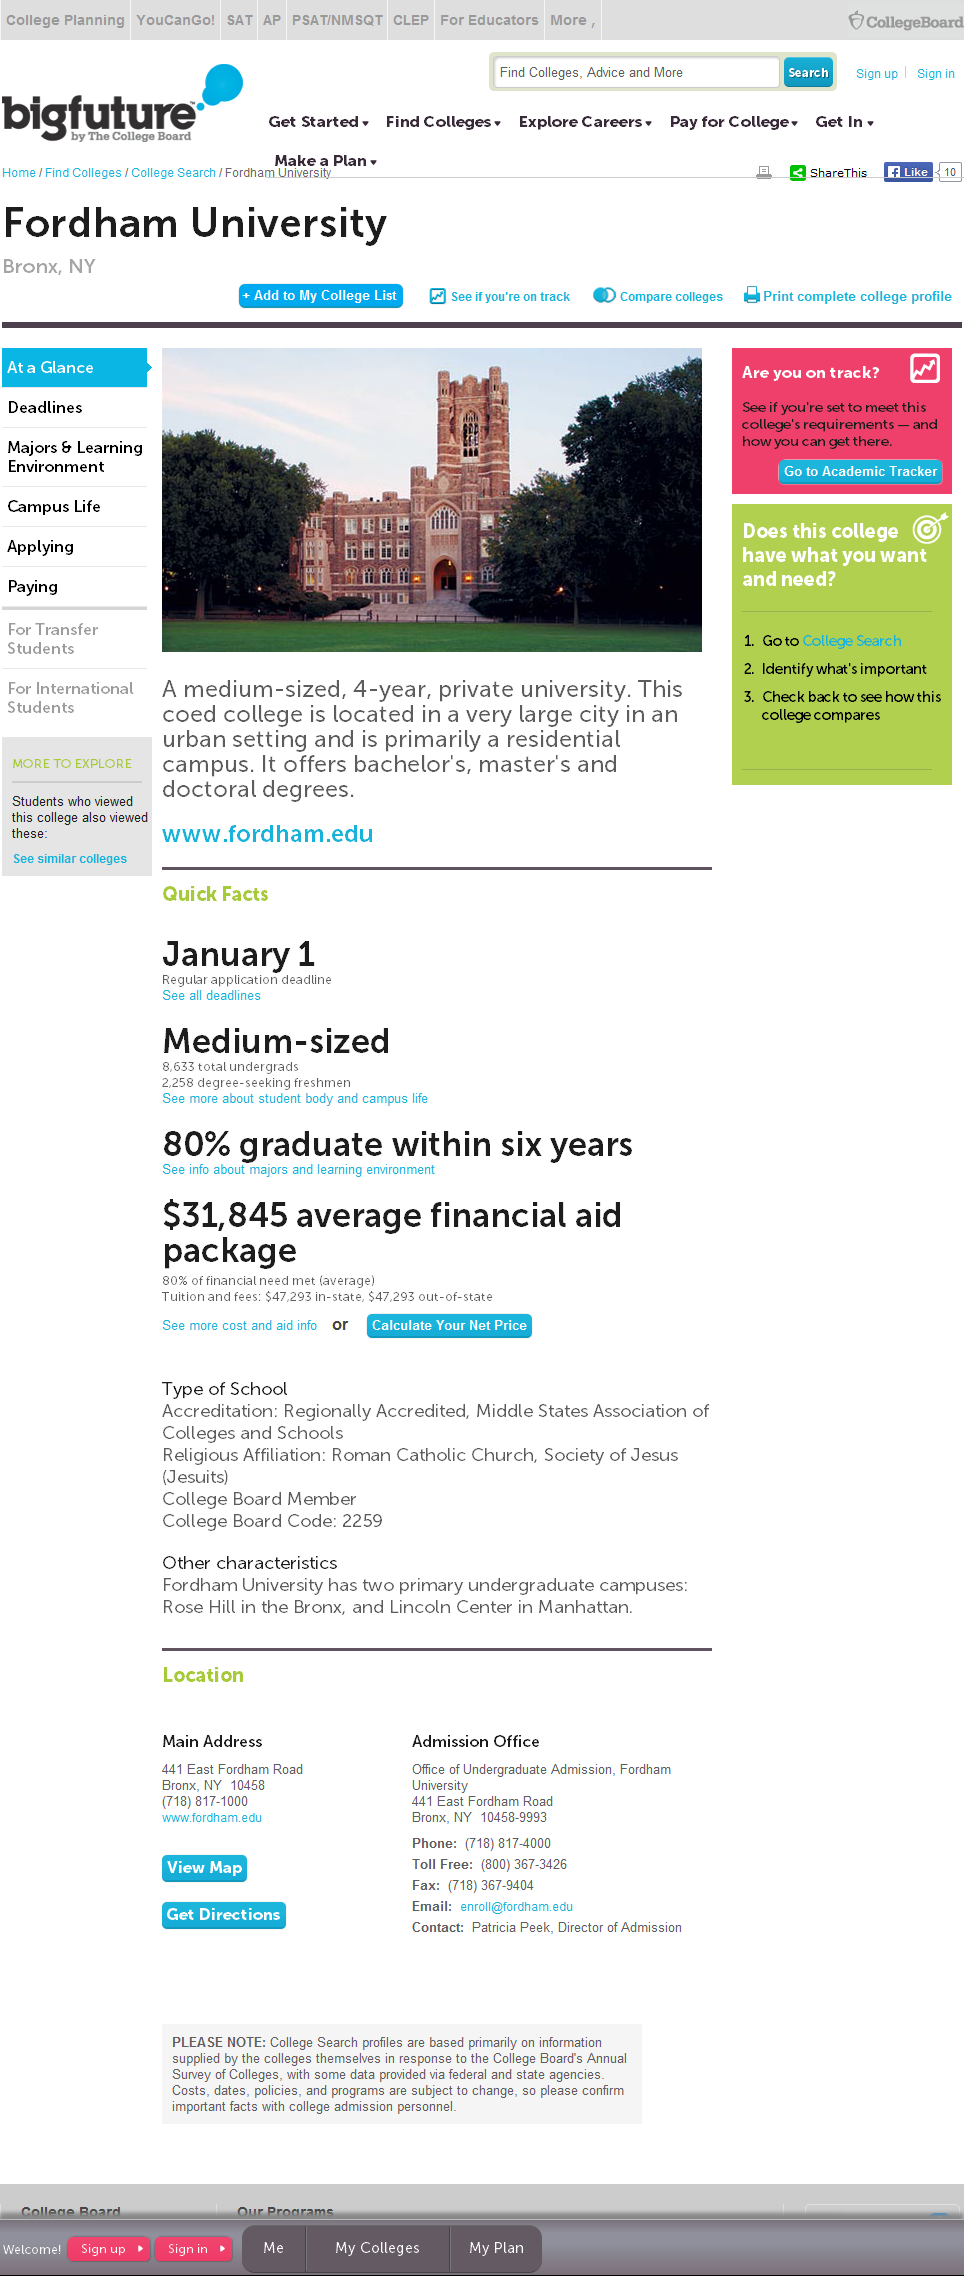 College Planning YouCanGo! SAT AP PSAT/NMSQT CLEP For Educators More , CollegeBoard
Find Colleges, Advice and More Search Sign up Sign in
bigfuture™
by The College Board
Get Started Find Colleges Explore Careers Pay for College Get In
Make a Plan
Home / Find Colleges / College Search / Fordham University
ShareThis Like 10
Fordham University
Bronx, NY
+ Add to My College List See if you're on track Compare colleges Print complete college profile
At a Glance
Deadlines
Majors & Learning
Environment
Campus Life
Applying
Paying
For Transfer
Students
For International
Students
MORE TO EXPLORE
Students who viewed
this college also viewed
these:
See similar colleges
Are you on track?
See if you're set to meet this
college's requirements — and
how you can get there.
Go to Academic Tracker
Does this college
have what you want
and need?
1. Go to College Search
2. Identify what's important
3. Check back to see how this
college compares
A medium-sized, 4-year, private university. This
coed college is located in a very large city in an
urban setting and is primarily a residential
campus. It offers bachelor's, master's and
doctoral degrees.
www.fordham.edu
Quick Facts
January 1
Regular application deadline
See all deadlines
Medium-sized
8,633 total undergrads
2,258 degree-seeking freshmen
See more about student body and campus life
80% graduate within six years
See info about majors and learning environment
$31,845 average financial aid
package
80% of financial need met (average)
Tuition and fees: $47,293 in-state, $47,293 out-of-state
See more cost and aid info or Calculate Your Net Price
Type of School
Accreditation: Regionally Accredited, Middle States Association of
Colleges and Schools
Religious Affiliation: Roman Catholic Church, Society of Jesus
(Jesuits)
College Board Member
College Board Code: 2259
Other characteristics
Fordham University has two primary undergraduate campuses:
Rose Hill in the Bronx, and Lincoln Center in Manhattan.
Location
Main Address
441 East Fordham Road
Bronx, NY 10458
(718) 817-1000
www.fordham.edu
View Map
Get Directions
Admission Office
Office of Undergraduate Admission, Fordham
University
441 East Fordham Road
Bronx, NY 10458-9993
Phone: (718) 817-4000
Toll Free: (800) 367-3426
Fax: (718) 367-9404
Email: enroll@fordham.edu
Contact: Patricia Peek, Director of Admission
PLEASE NOTE: College Search profiles are based primarily on information
supplied by the colleges themselves in response to the College Board's Annual
Survey of Colleges, with some data provided via federal and state agencies.
Costs, dates, policies, and programs are subject to change, so please confirm
important facts with college admission personnel.
College Board Our Programs
Welcome! Sign up Sign in Me My Colleges My Plan